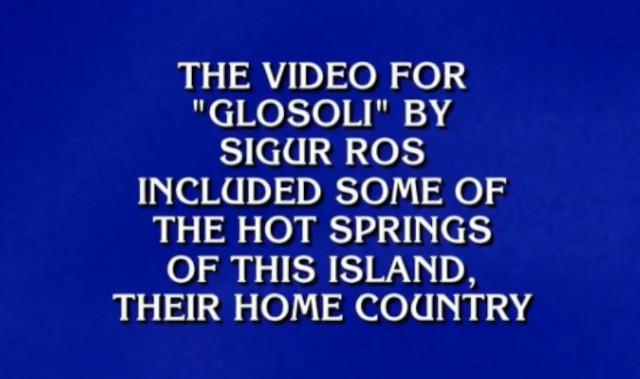 THE VIDEO FOR
"GLOSOLI" BY
SIGUR ROS
INCLUDED SOME OF
THE HOT SPRINGS
OF THIS ISLAND,
THEIR HOME COUNTRY